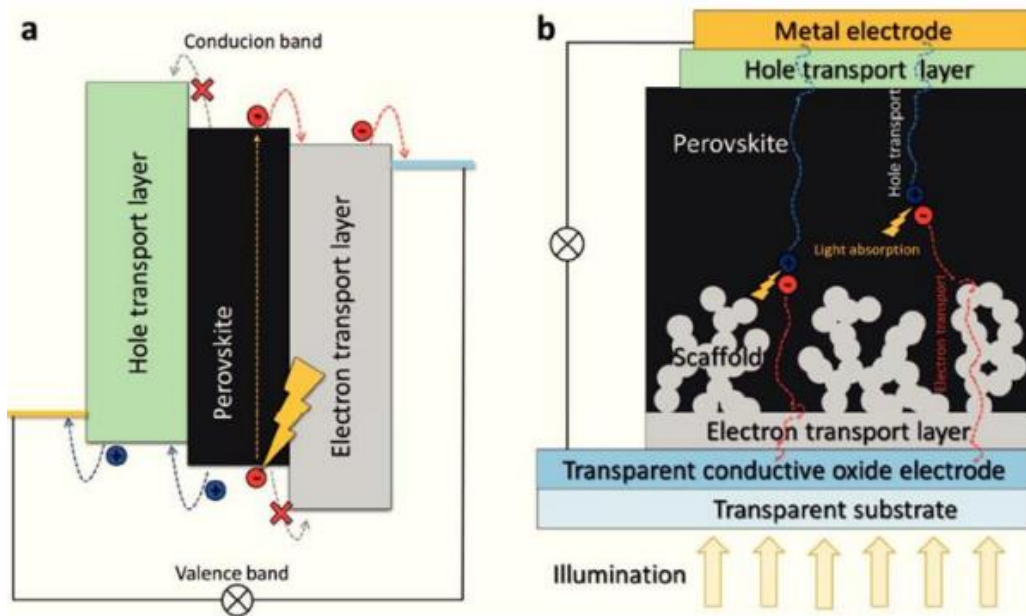 a
Conducion band
Hole transport layer
Perovskite
Electron transport layer
Valence band
b
Metal electrode
Hole transport layer
Perovskite
Hole transport
Light absorption
Electron transport
Scaffold
Electron transport layer
Transparent conductive oxide electrode
Transparent substrate
Illumination